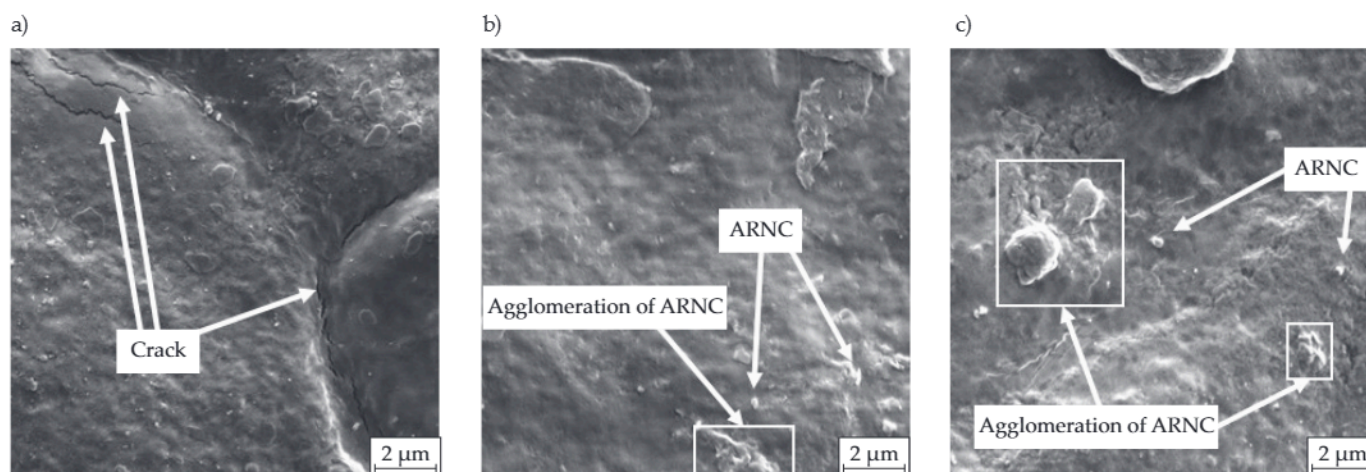 a)
b)
c)
Crack
2 µm
ARNC
Agglomeration of ARNC
2 µm
ARNC
Agglomeration of ARNC
2 µm